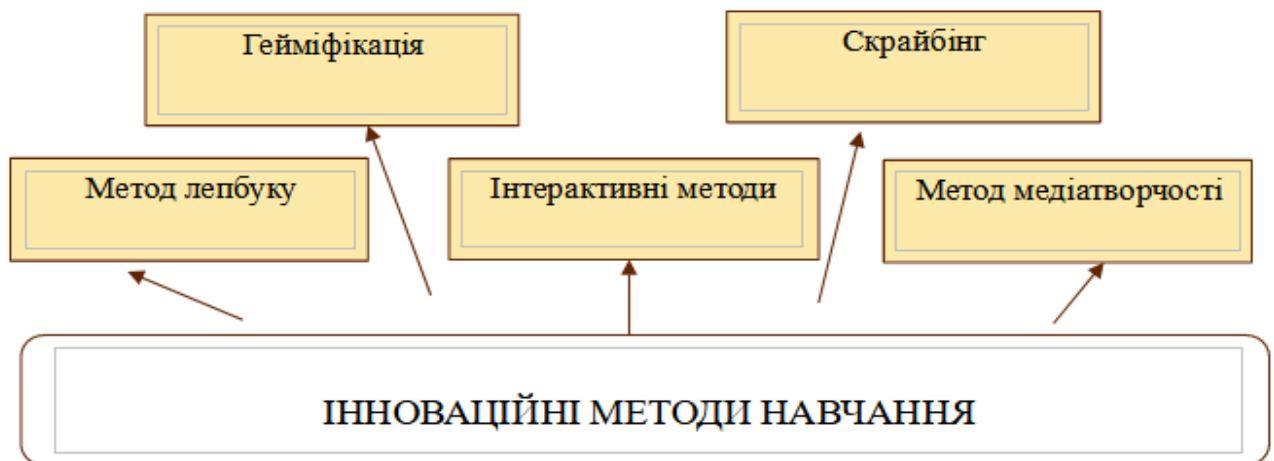 Гейміфікація
Скрайбінг
Метод лепбуку
Інтерактивні методи
Метод медіатворчості
ІННОВАЦІЙНІ МЕТОДИ НАВЧАННЯ